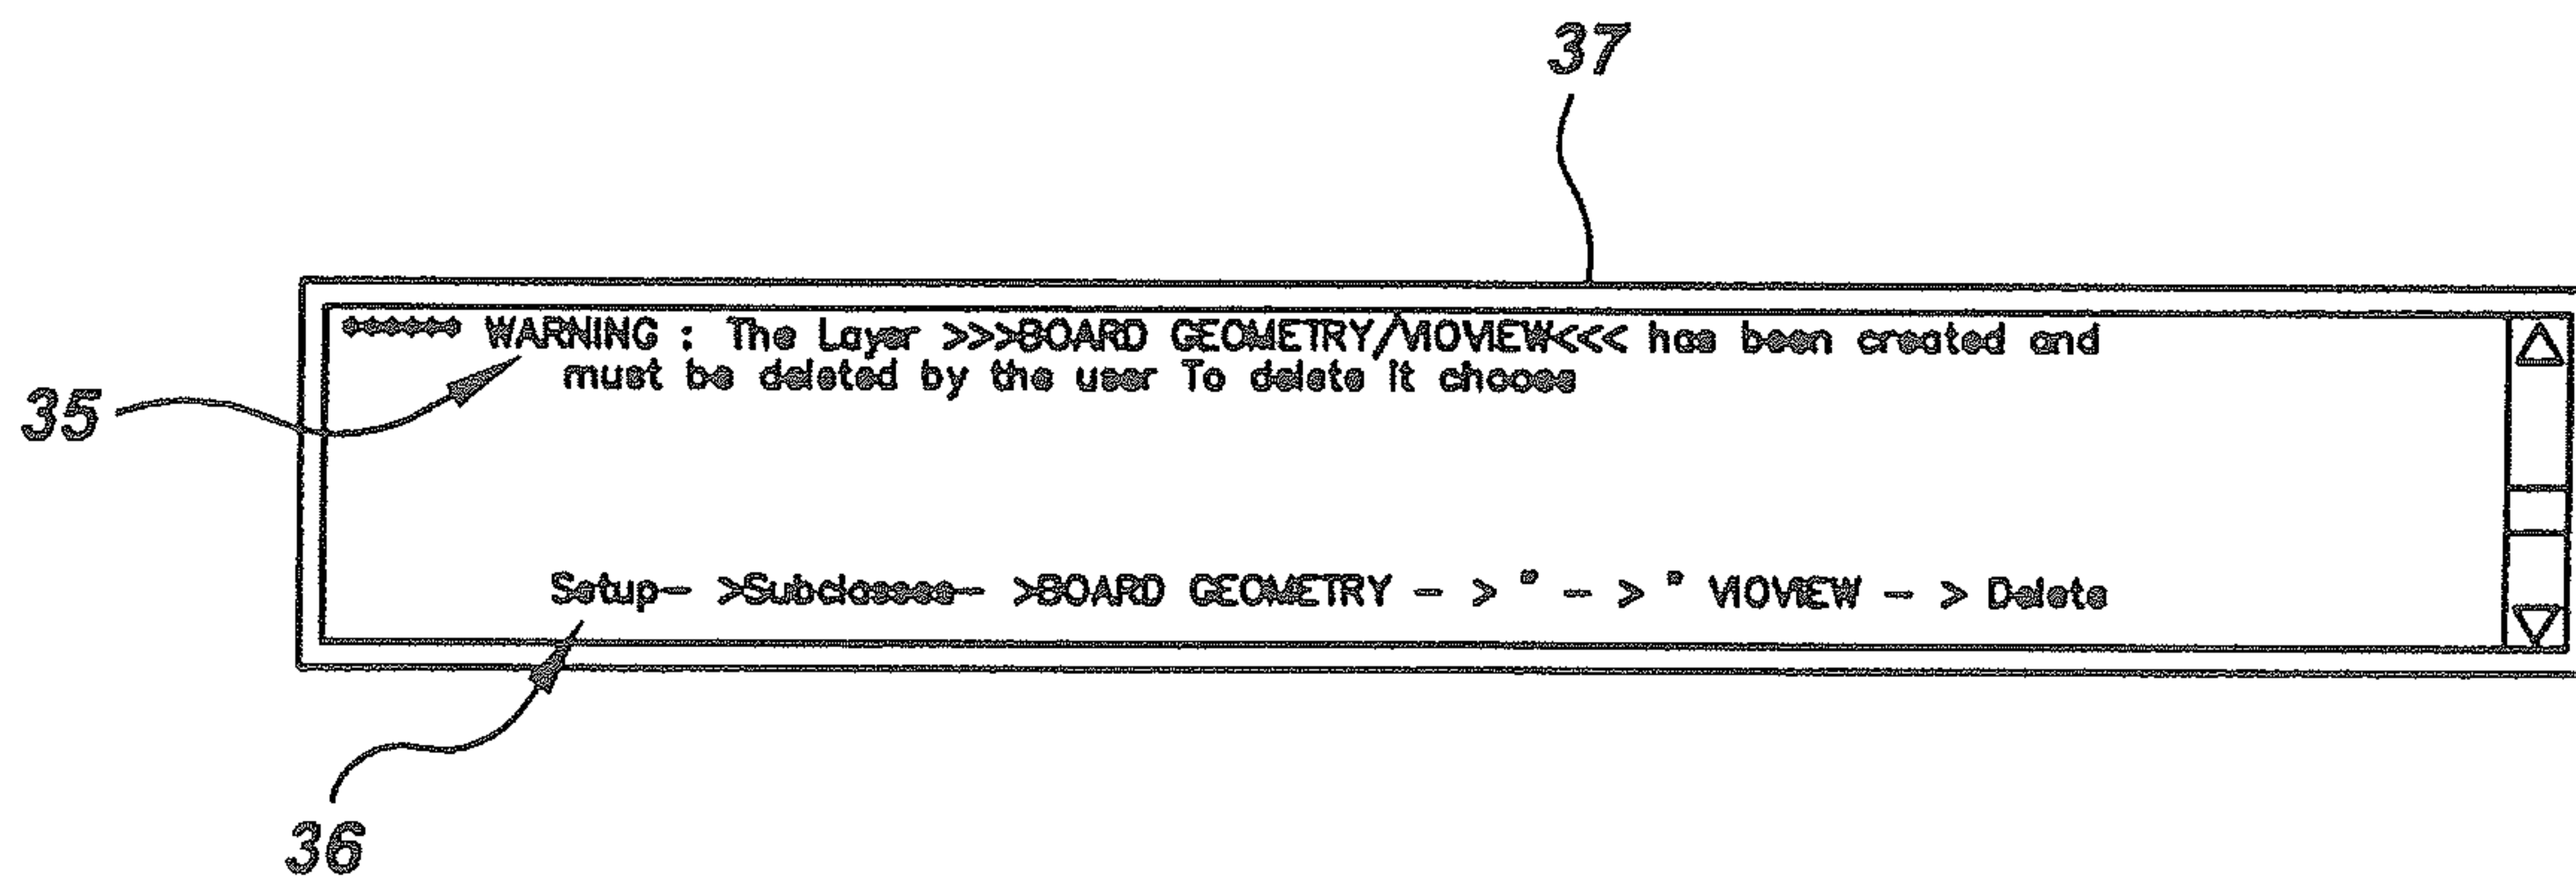 37
****** WARNING : The Layer >>>BOARD GEOMETRY/VIOVIEW<<< has been created and
must be deleted by the user To delete it choose
35
Setup- >Subclasses- >BOARD GEOMETRY - > " - > " VIOVIEW - > Delete
36